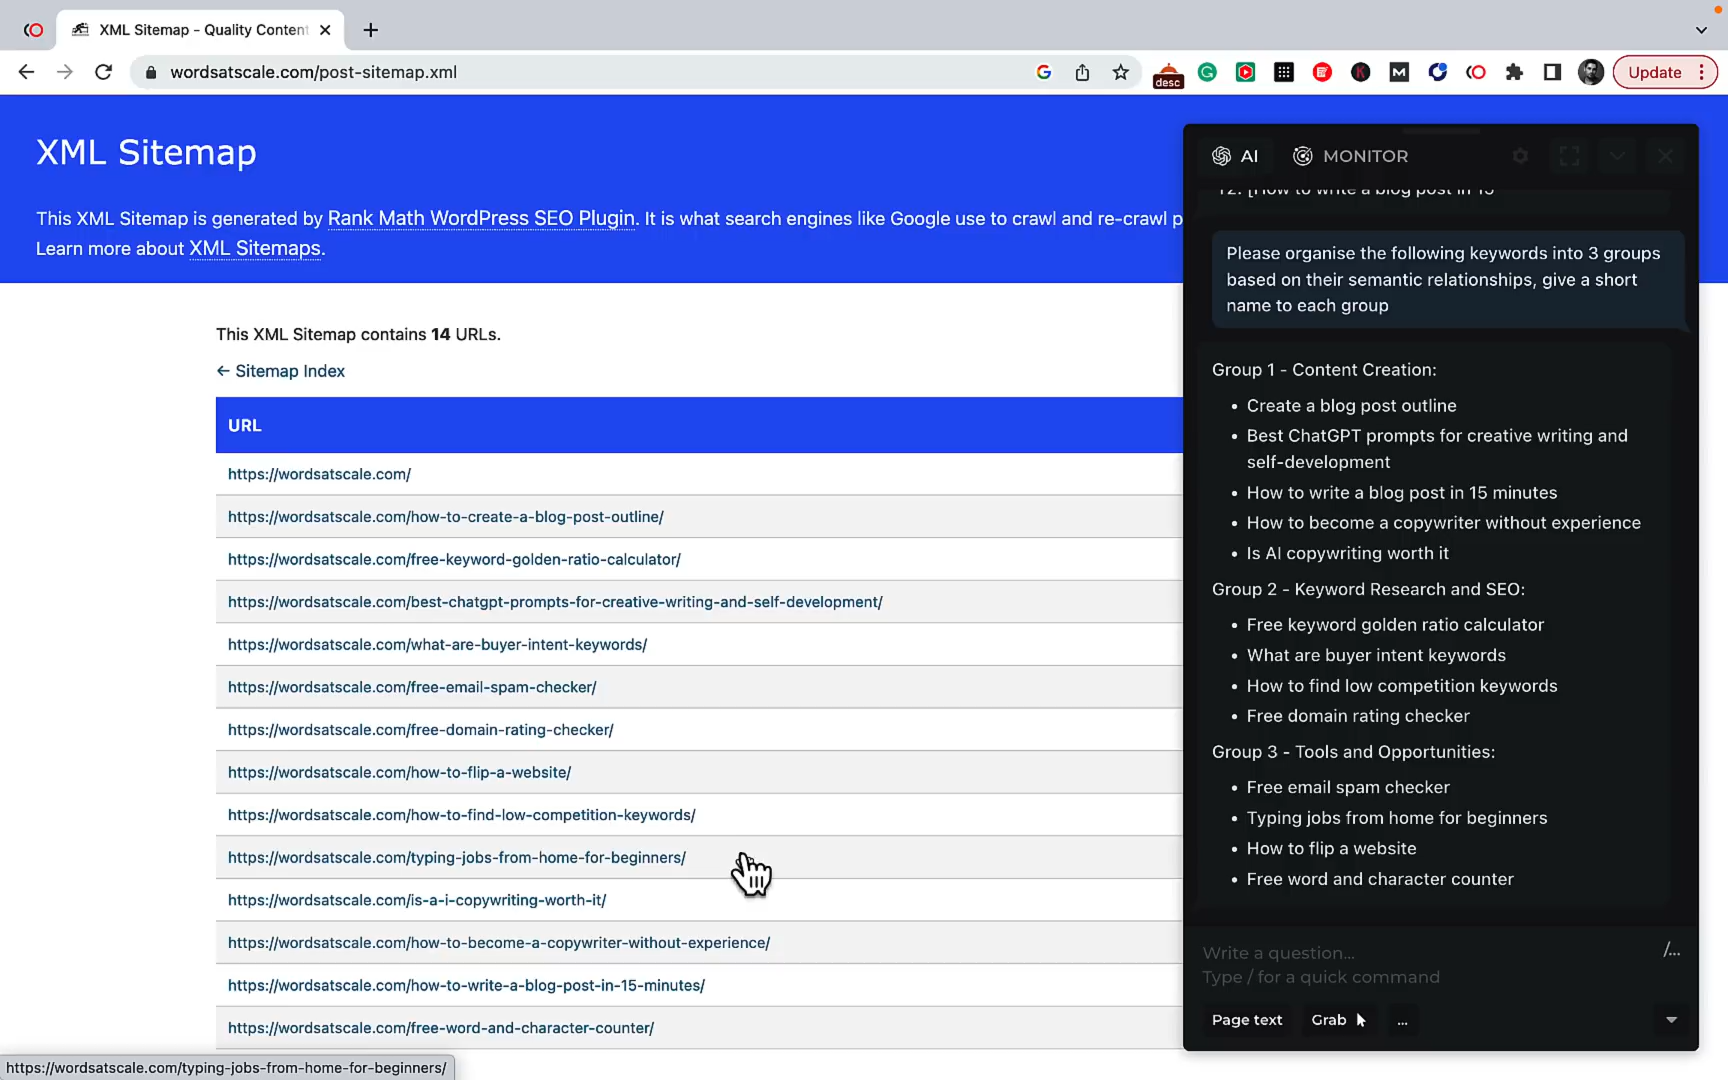 XML Sitemap - Quality Content
wordsatscale.com/post-sitemap.xml
desc
Update
XML Sitemap
This XML Sitemap is generated by Rank Math WordPress SEO Plugin. It is what search engines like Google use to crawl and re-crawl p
Learn more about XML Sitemaps.
This XML Sitemap contains 14 URLs.
← Sitemap Index
URL
https://wordsatscale.com/
https://wordsatscale.com/how-to-create-a-blog-post-outline/
https://wordsatscale.com/free-keyword-golden-ratio-calculator/
https://wordsatscale.com/best-chatgpt-prompts-for-creative-writing-and-self-development/
https://wordsatscale.com/what-are-buyer-intent-keywords/
https://wordsatscale.com/free-email-spam-checker/
https://wordsatscale.com/free-domain-rating-checker/
https://wordsatscale.com/how-to-flip-a-website/
https://wordsatscale.com/how-to-find-low-competition-keywords/
https://wordsatscale.com/typing-jobs-from-home-for-beginners/
https://wordsatscale.com/is-a-i-copywriting-worth-it/
https://wordsatscale.com/how-to-become-a-copywriter-without-experience/
https://wordsatscale.com/how-to-write-a-blog-post-in-15-minutes/
https://wordsatscale.com/free-word-and-character-counter/
https://wordsatscale.com/typing-jobs-from-home-for-beginners/
AI MONITOR
12. [How to write a blog post in 15
Please organise the following keywords into 3 groups
based on their semantic relationships, give a short
name to each group
Group 1 - Content Creation:
• Create a blog post outline
• Best ChatGPT prompts for creative writing and
self-development
• How to write a blog post in 15 minutes
• How to become a copywriter without experience
• Is AI copywriting worth it
Group 2 - Keyword Research and SEO:
• Free keyword golden ratio calculator
• What are buyer intent keywords
• How to find low competition keywords
• Free domain rating checker
Group 3 - Tools and Opportunities:
• Free email spam checker
• Typing jobs from home for beginners
• How to flip a website
• Free word and character counter
Write a question...
/...
Type / for a quick command
Page text Grab ...